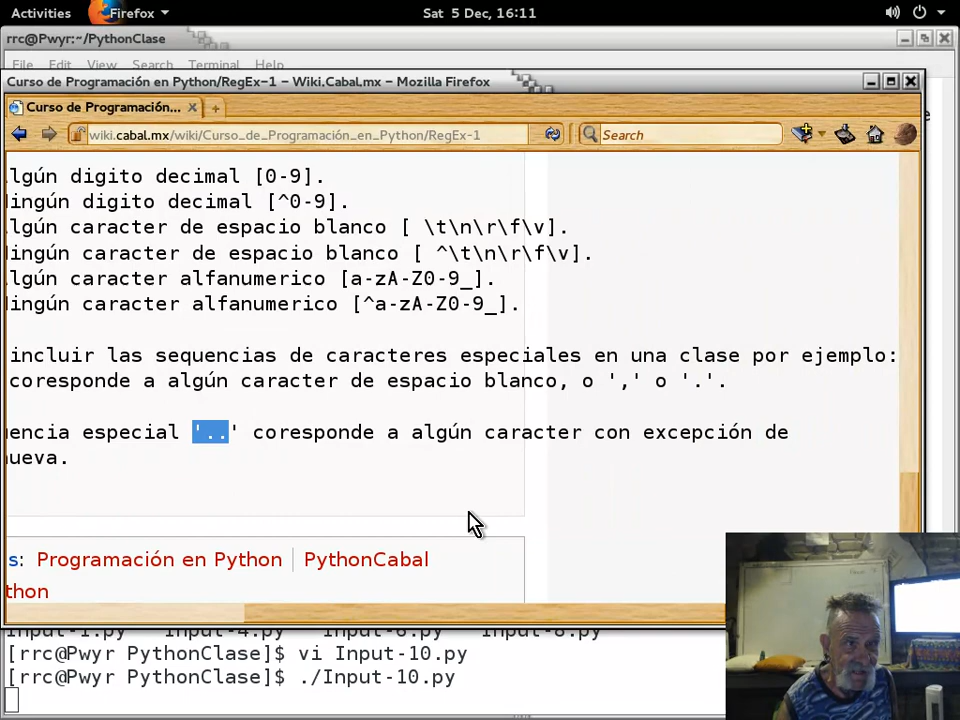 Activities Firefox Sat 5 Dec, 16:11
rrc@Pwyr:~/PythonClase
File Edit View Search Terminal Help
Curso de Programación en Python/RegEx-1 - Wiki.Cabal.mx - Mozilla Firefox
Curso de Programación... × +
wiki.cabal.mx/wiki/Curso_de_Programación_en_Python/RegEx-1 Search
lgún digito decimal [0-9].
ingún digito decimal [^0-9].
lgún caracter de espacio blanco [ \t\n\r\f\v].
ingún caracter de espacio blanco [ ^\t\n\r\f\v].
lgún caracter alfanumerico [a-zA-Z0-9_].
ingún caracter alfanumerico [^a-zA-Z0-9_].
incluir las sequencias de caracteres especiales en una clase por ejemplo:
coresponde a algún caracter de espacio blanco, o ',' o '.'.
uencia especial '..' coresponde a algún caracter con excepción de
nueva.
s: Programación en Python | PythonCabal
thon
Input-1.py Input-4.py Input-6.py Input-8.py
[rrc@Pwyr PythonClase]$ vi Input-10.py
[rrc@Pwyr PythonClase]$ ./Input-10.py